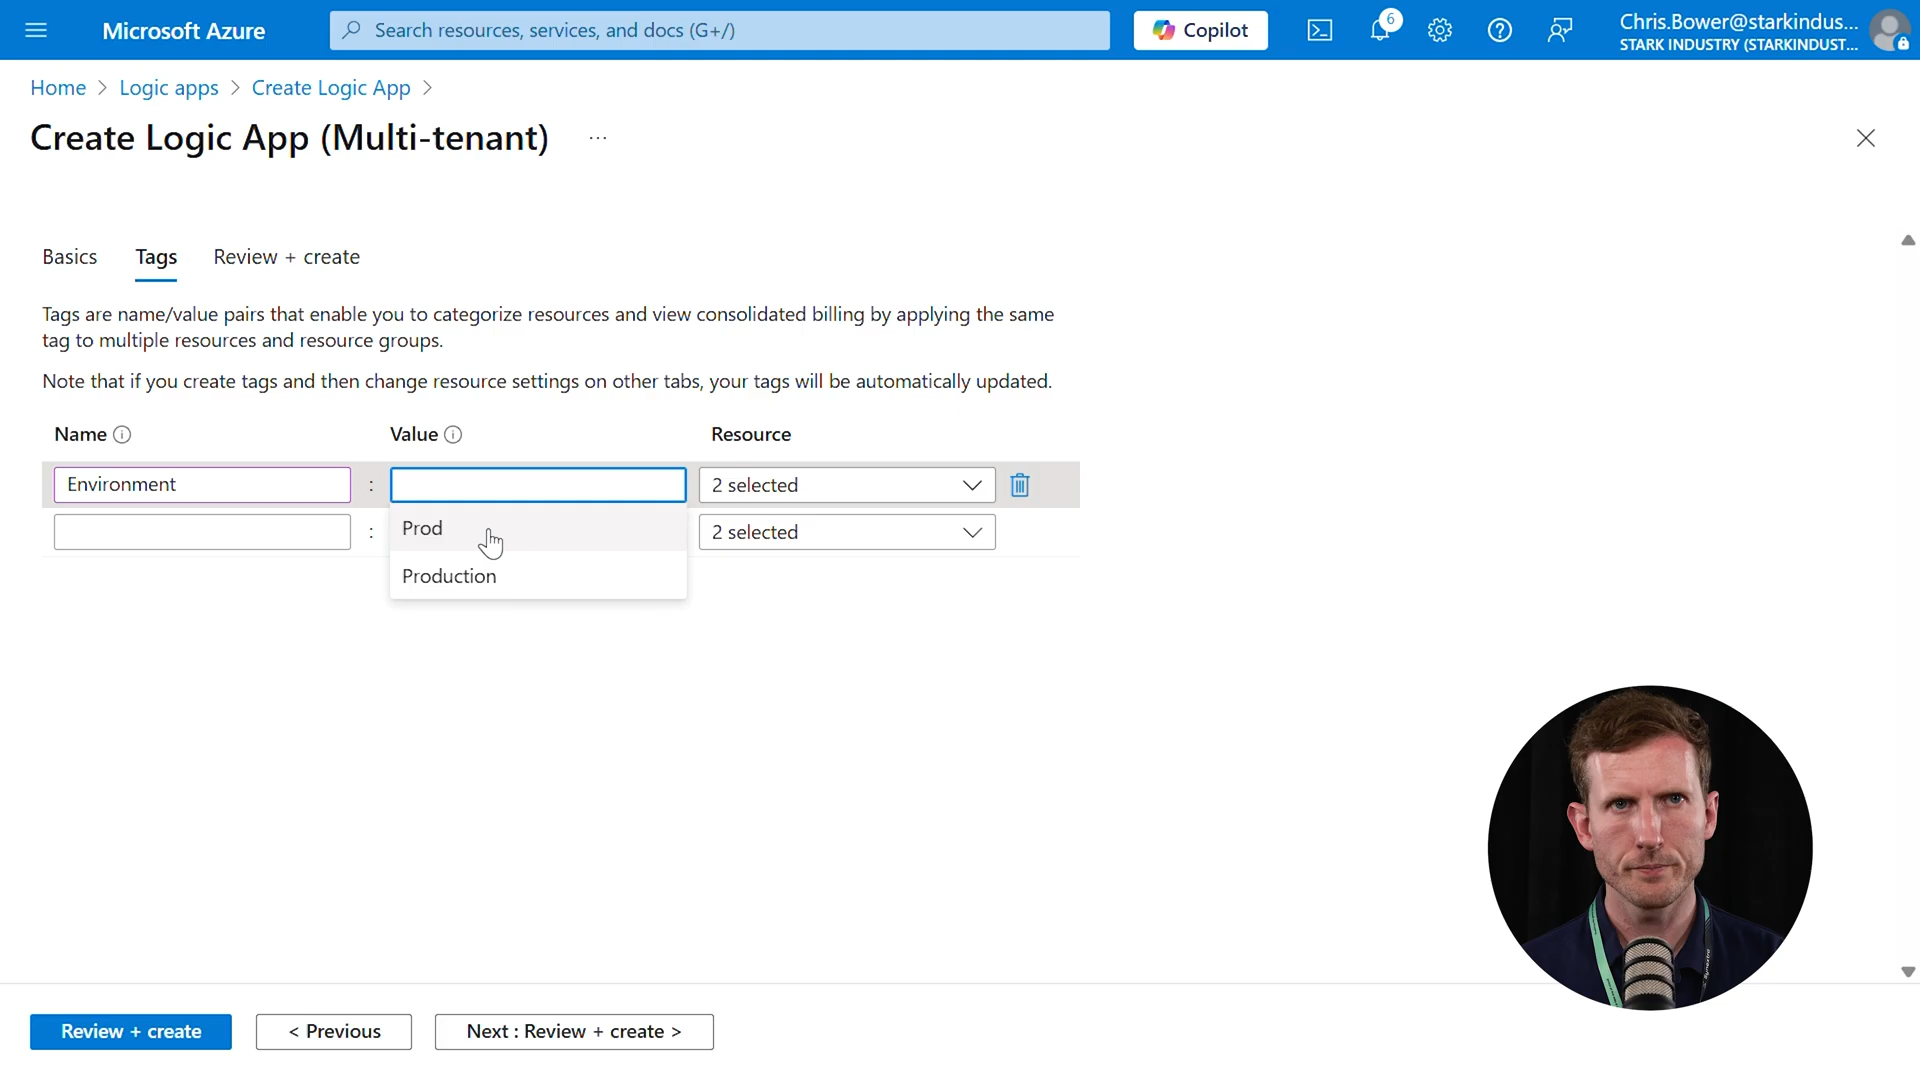 Microsoft Azure
Search resources, services, and docs (G+/)
Copilot
6
Chris.Bower@starkindus...
STARK INDUSTRY (STARKINDUST...
Home > Logic apps > Create Logic App >
Create Logic App (Multi-tenant) ...
Basics Tags Review + create
Tags are name/value pairs that enable you to categorize resources and view consolidated billing by applying the same
tag to multiple resources and resource groups.
Note that if you create tags and then change resource settings on other tabs, your tags will be automatically updated.
Name Value Resource
Environment : 2 selected
: 2 selected
Prod
Production
Review + create < Previous Next : Review + create >